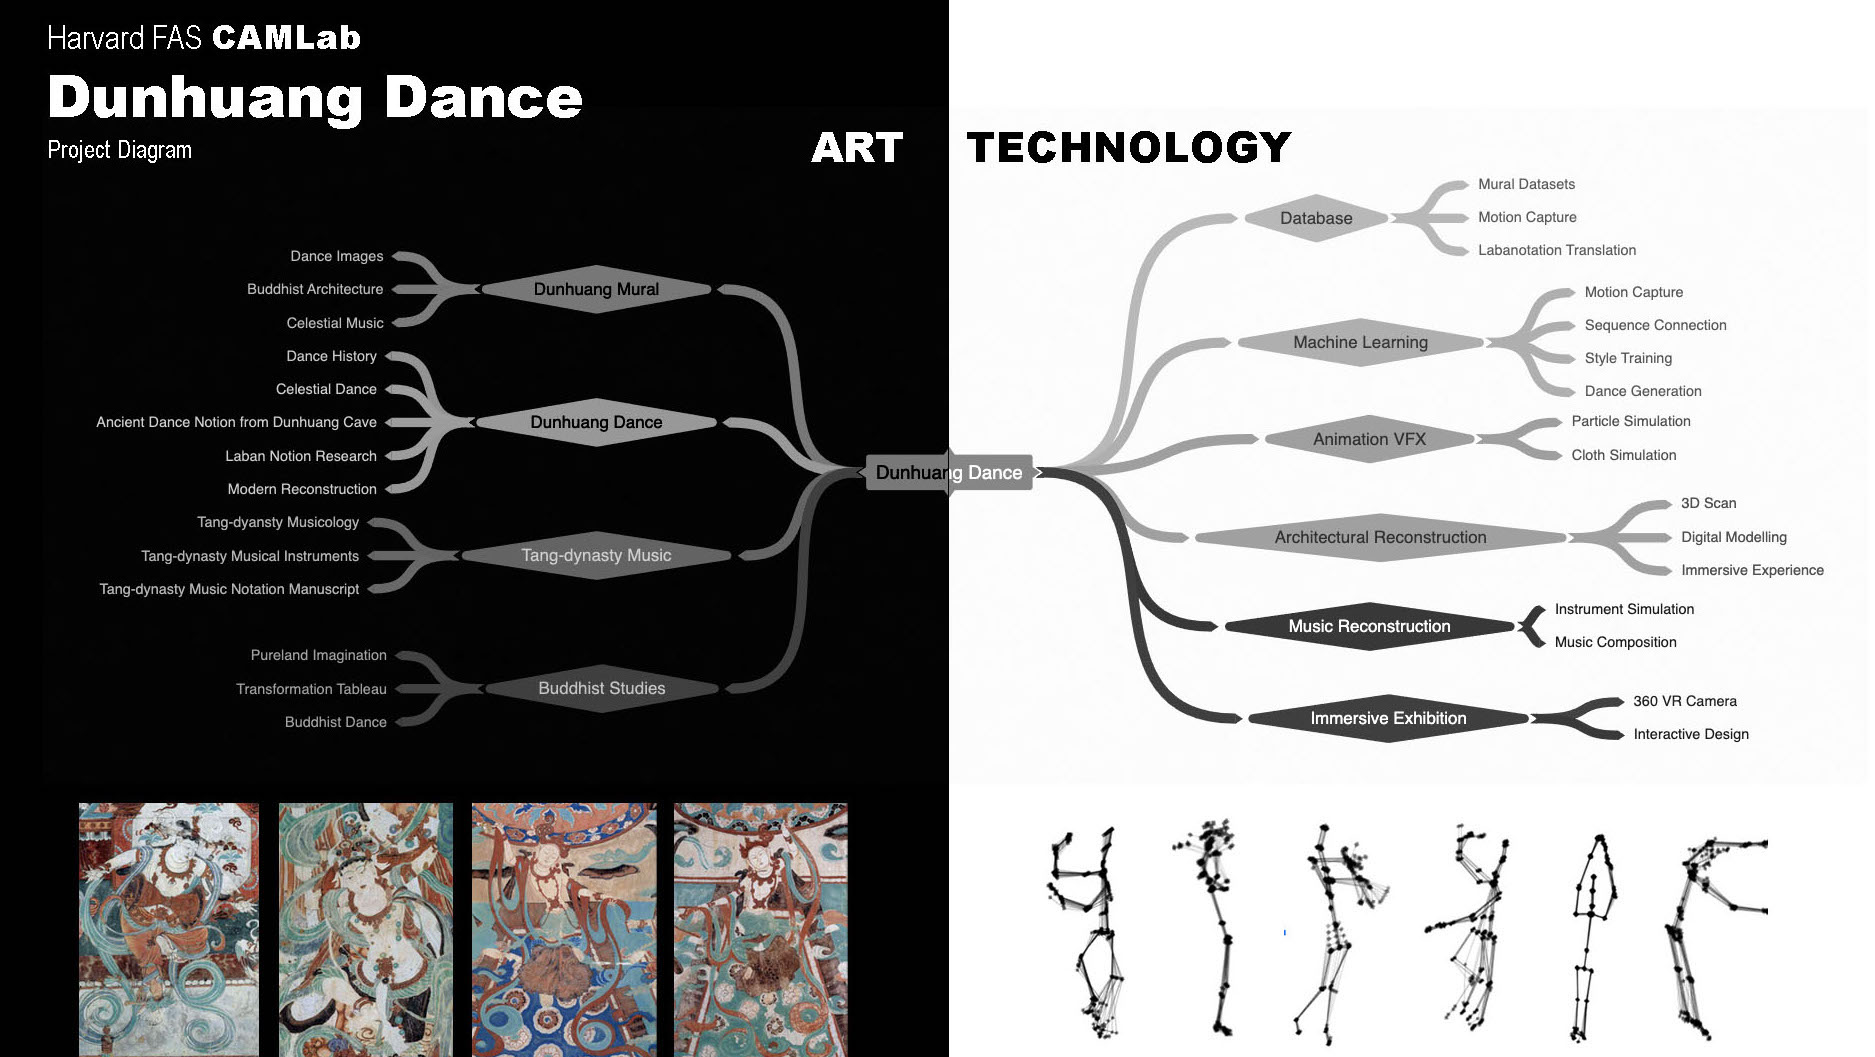 Harvard FAS CAMLab
Dunhuang Dance
Project Diagram
ART
TECHNOLOGY
Dunhuang Dance
Dunhuang Mural
Dance Images
Buddhist Architecture
Celestial Music
Dunhuang Dance
Dance History
Celestial Dance
Ancient Dance Notion from Dunhuang Cave
Laban Notion Research
Modern Reconstruction
Tang-dynasty Music
Tang-dyansty Musicology
Tang-dynasty Musical Instruments
Tang-dynasty Music Notation Manuscript
Buddhist Studies
Pureland Imagination
Transformation Tableau
Buddhist Dance
Database
Mural Datasets
Motion Capture
Labanotation Translation
Machine Learning
Motion Capture
Sequence Connection
Style Training
Dance Generation
Animation VFX
Particle Simulation
Cloth Simulation
Architectural Reconstruction
3D Scan
Digital Modelling
Immersive Experience
Music Reconstruction
Instrument Simulation
Music Composition
Immersive Exhibition
360 VR Camera
Interactive Design